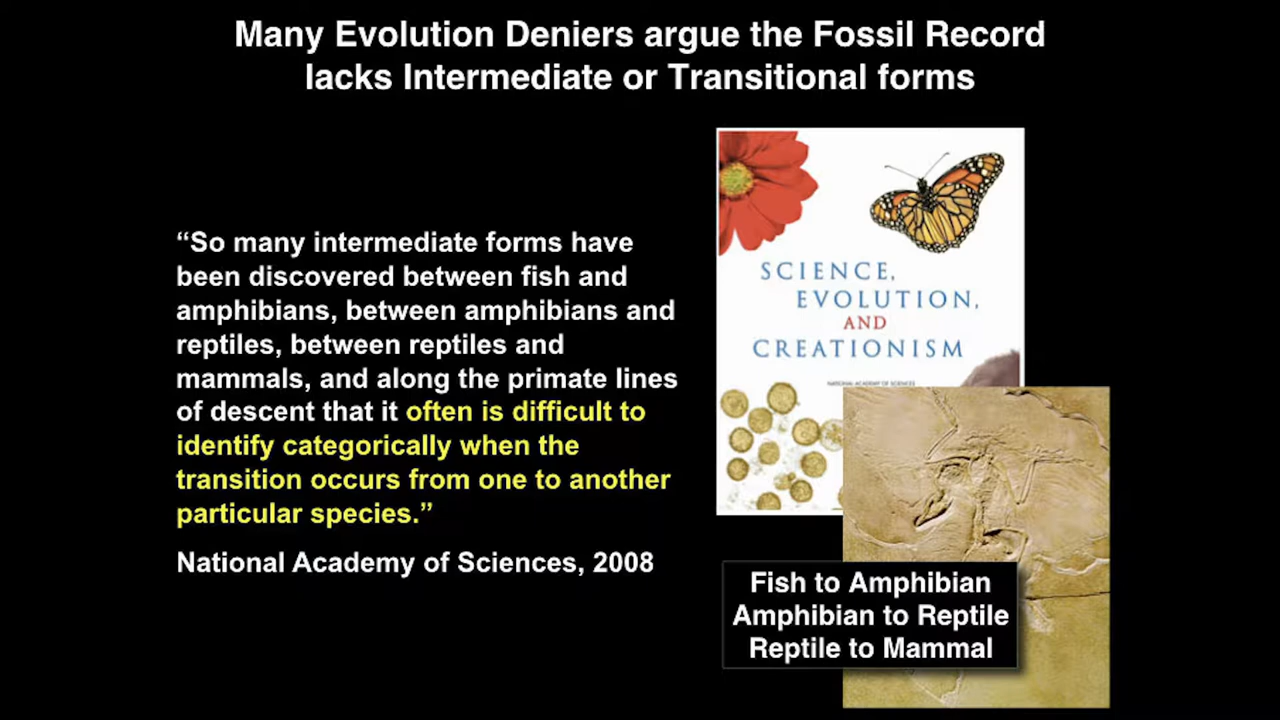 Many Evolution Deniers argue the Fossil Record
lacks Intermediate or Transitional forms
“So many intermediate forms have
been discovered between fish and
amphibians, between amphibians and
reptiles, between reptiles and
mammals, and along the primate lines
of descent that it often is difficult to
identify categorically when the
transition occurs from one to another
particular species.”
National Academy of Sciences, 2008
SCIENCE,
EVOLUTION,
AND
CREATIONISM
NATIONAL ACADEMY OF SCIENCES
Fish to Amphibian
Amphibian to Reptile
Reptile to Mammal